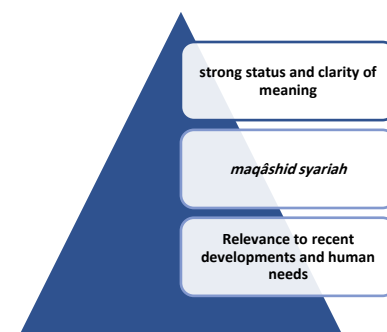 strong status and clarity of
meaning
maqâshid syariah
Relevance to recent
developments and human
needs